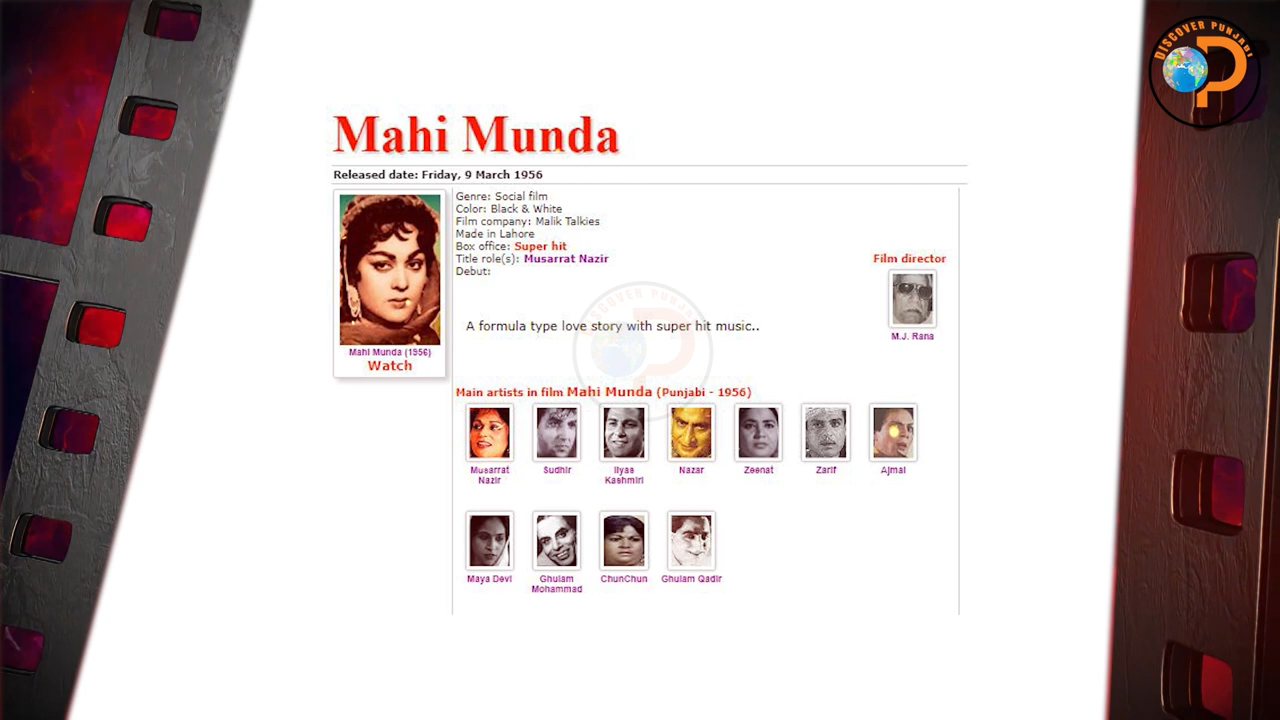 DISCOVER PUNJABI
Mahi Munda
Released date: Friday, 9 March 1956
Genre: Social film
Color: Black & White
Film company: Malik Talkies
Made in Lahore
Box office: Super hit
Title role(s): Musarrat Nazir
Debut:
Film director
M.J. Rana
A formula type love story with super hit music..
Mahi Munda (1956)
Watch
DISCOVER PUNJABI
Main artists in film Mahi Munda (Punjabi - 1956)
Musarrat Nazir
Sudhir
Ilyas Kashmiri
Nazar
Zeenat
Zarif
Ajmal
Maya Devi
Ghulam Mohammad
ChunChun
Ghulam Qadir